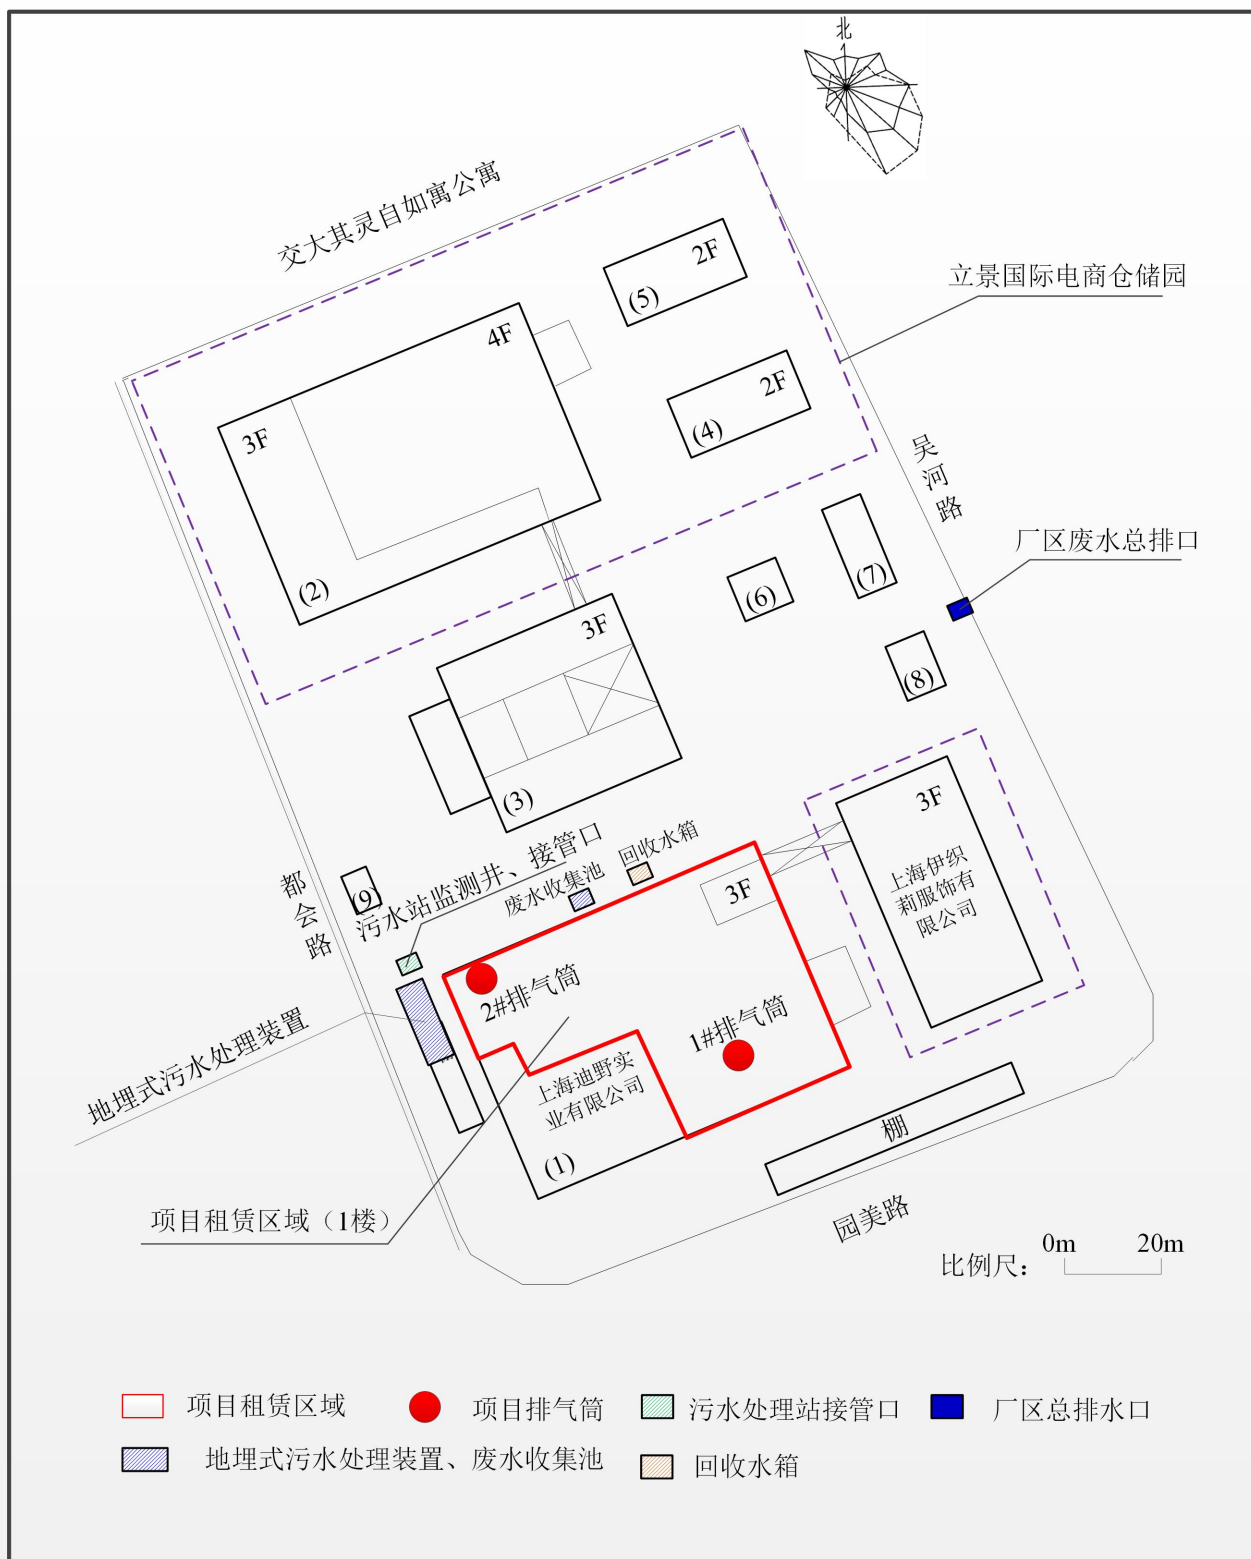 北
交大其灵自如寓公寓
2F
(5)
立景国际电商仓储园
4F
3F
2F
(4)
(2)
吴河路
厂区废水总排口
(7)
(6)
3F
(8)
(3)
3F
上海伊织
莉服饰有
限公司
都会路
(9)
污水站监测井、接管口
废水收集池
回收水箱
3F
2#排气筒
1#排气筒
地埋式污水处理装置
上海迪野实
业有限公司
(1)
棚
项目租赁区域（1楼）
园美路
0m 20m
比例尺：
项目租赁区域
项目排气筒
污水处理站接管口
厂区总排水口
地埋式污水处理装置、废水收集池
回收水箱